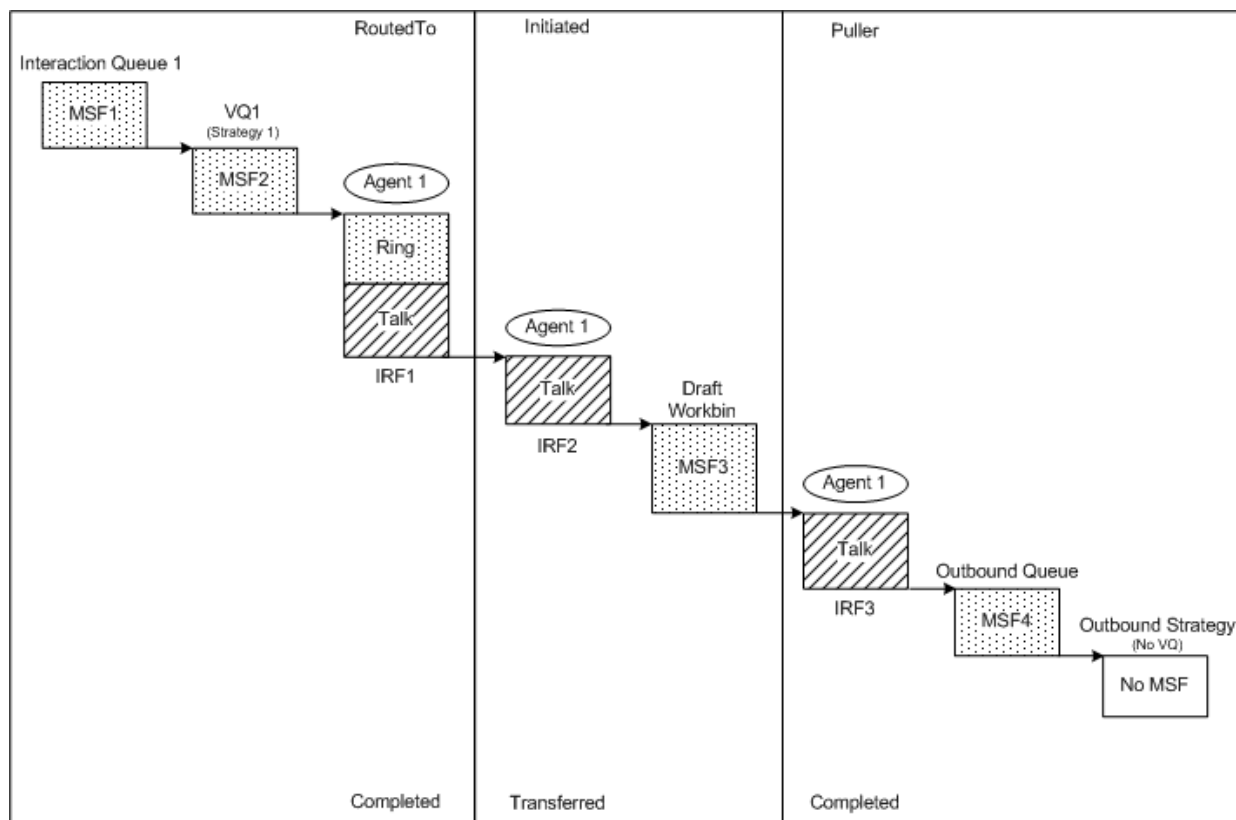 RoutedTo
Initiated
Puller
Interaction Queue 1
MSF1
VQ1
(Strategy 1)
MSF2
Agent 1
Ring
Talk
IRF1
Agent 1
Talk
IRF2
Draft
Workbin
MSF3
Agent 1
Talk
IRF3
Outbound Queue
MSF4
Outbound Strategy
(No VQ)
No MSF
Completed
Transferred
Completed